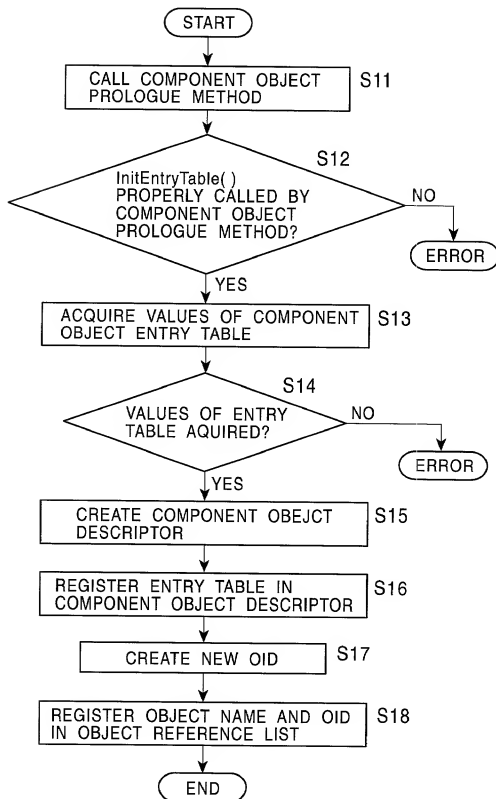 START
CALL COMPONENT OBJECT
PROLOGUE METHOD
S11
S12
InitEntryTable( )
PROPERLY CALLED BY
COMPONENT OBJECT
PROLOGUE METHOD?
NO
ERROR
YES
ACQUIRE VALUES OF COMPONENT
OBJECT ENTRY TABLE
S13
S14
VALUES OF ENTRY
TABLE AQUIRED?
NO
ERROR
YES
CREATE COMPONENT OBEJCT
DESCRIPTOR
S15
REGISTER ENTRY TABLE IN
COMPONENT OBJECT DESCRIPTOR
S16
CREATE NEW OID
S17
REGISTER OBJECT NAME AND OID
IN OBJECT REFERENCE LIST
S18
END